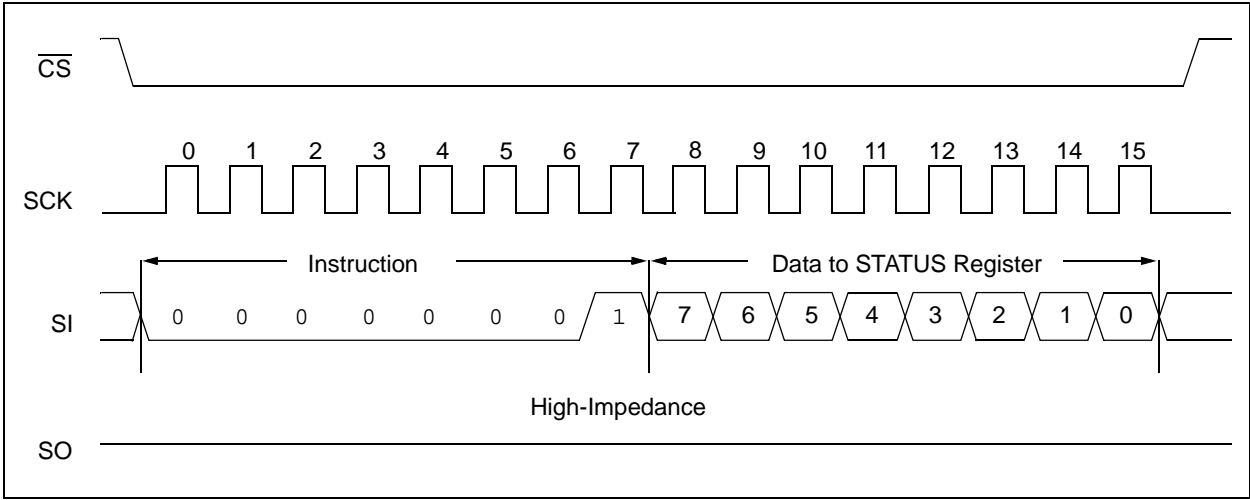 CS
0 1 2 3 4 5 6 7 8 9 10 11 12 13 14 15
SCK
Instruction Data to STATUS Register
SI 0 0 0 0 0 0 0 1 7 6 5 4 3 2 1 0
High-Impedance
SO